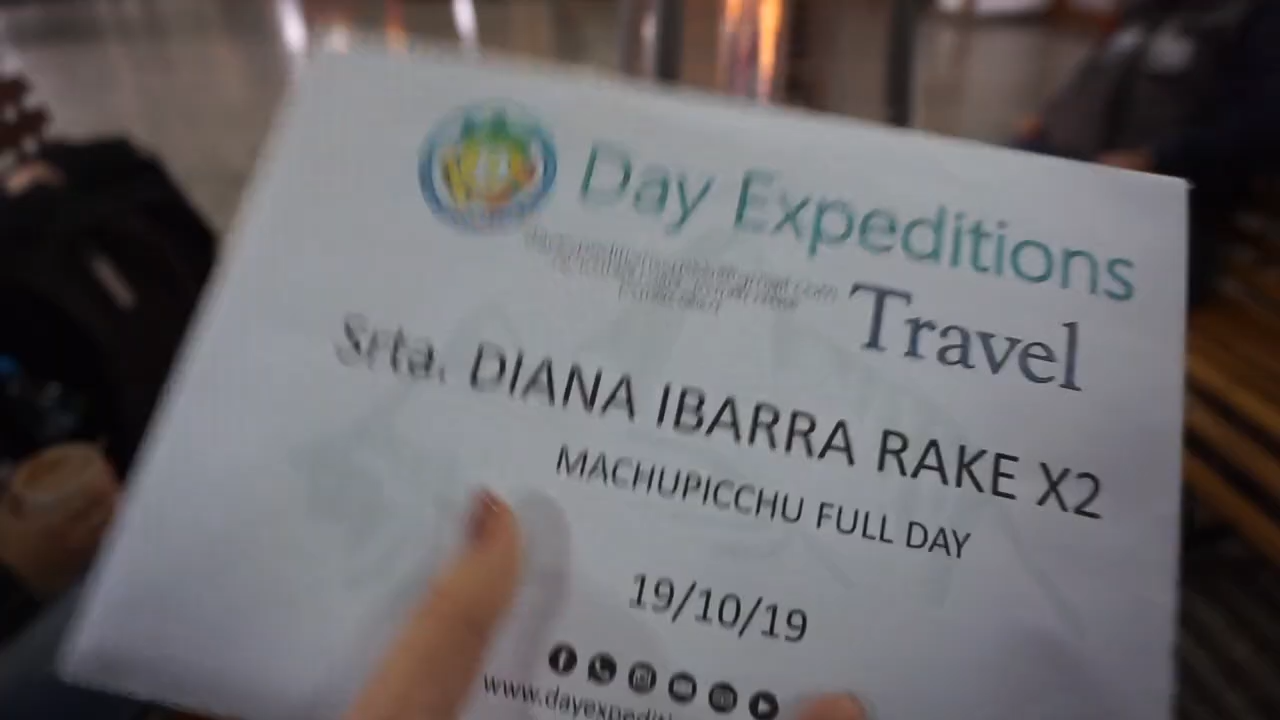 Day Expeditions
Travel
Srta. DIANA IBARRA RAKE X2
MACHUPICCHU FULL DAY
19/10/19